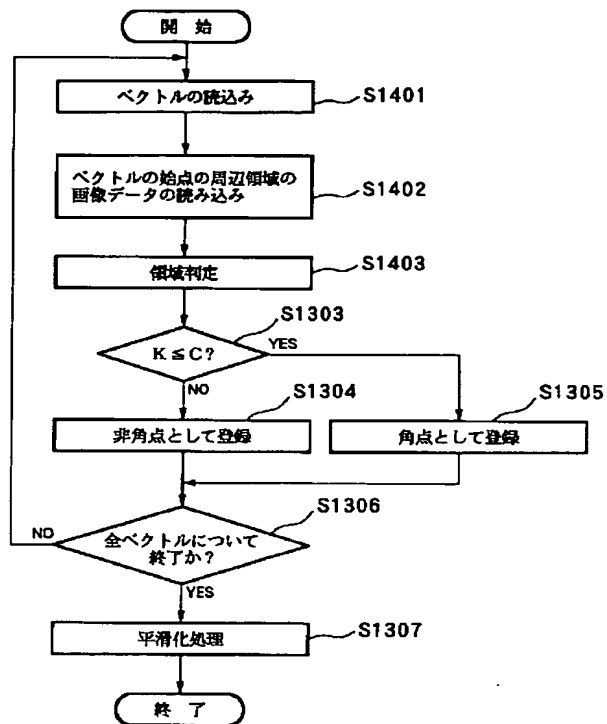 開 始
ベクトルの読込み
S1401
ベクトルの始点の周辺領域の
画像データの読み込み
S1402
領域判定
S1403
S1303
K≦C?
YES
NO
S1304
S1305
非角点として登録
角点として登録
S1306
NO
全ベクトルについて
終了か?
YES
平滑化処理
S1307
終 了